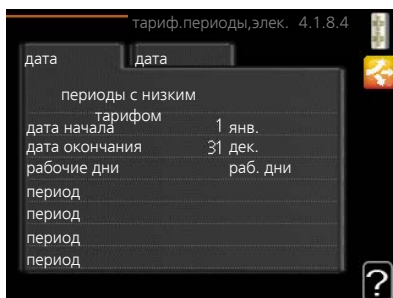 тариф.периоды,элек. 4.1.8.4
дата дата
периоды с низким
тарифом
дата начала 1 янв.
дата окончания 31 дек.
рабочие дни раб. дни
период
период
период
период
?